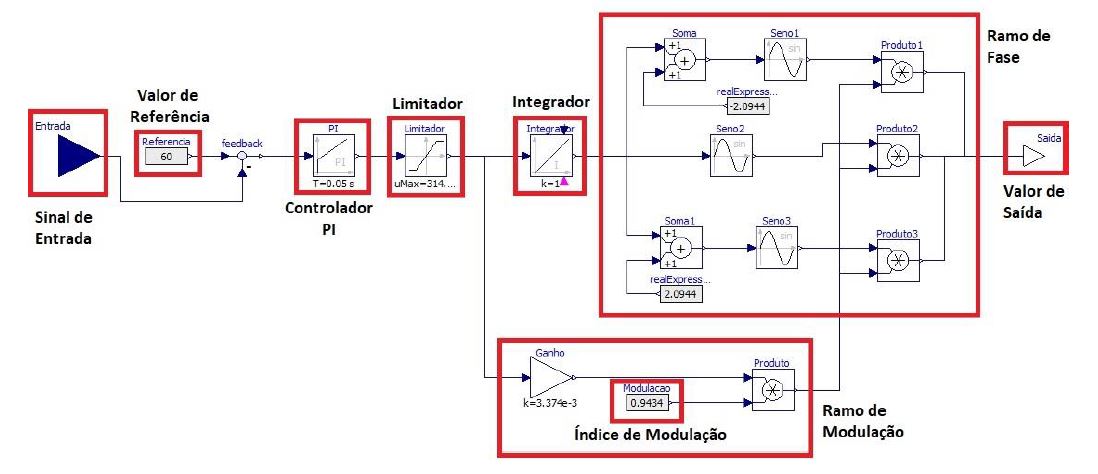 Entrada
Sinal de
Entrada
Valor de
Referência
Referencia
60
feedback
-
PI
PI
T=0.05 s
Controlador
PI
Limitador
Limitador
uMax=314....
Integrador
Integrador
I
k=1
Soma
+1
+
+1
realExpress...
-2.0944
Seno1
sin
Produto1
Ramo de
Fase
Seno2
sin
Produto2
Soma1
+1
+
+1
realExpress...
2.0944
Seno3
sin
Produto3
Saida
Valor de
Saída
Ganho
k=3.374e-3
Modulacao
0.9434
Índice de Modulação
Produto
Ramo de
Modulação